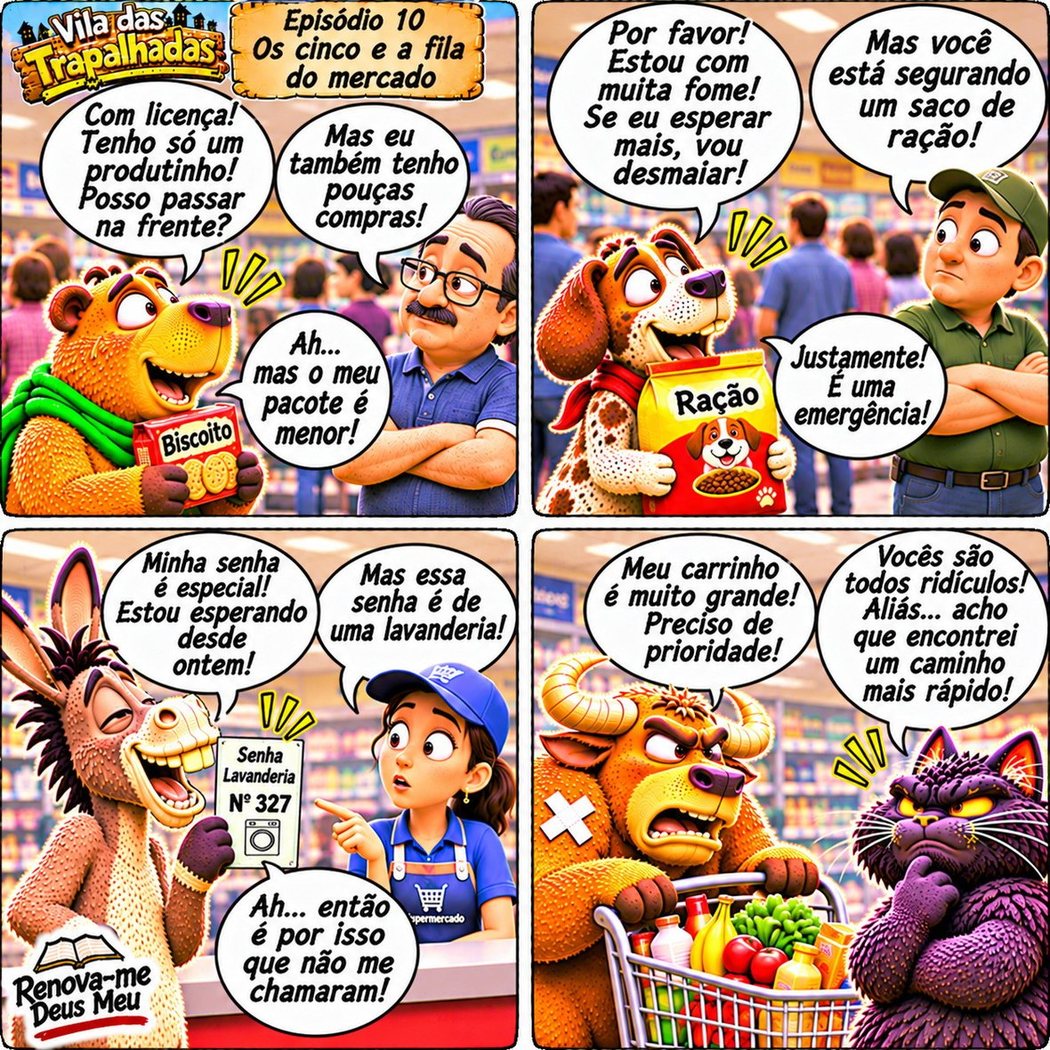 Vila das
Trapalhadas
Episódio 10
Os cinco e a fila
do mercado
Com licença!
Tenho só um
produtinho!
Posso passar
na frente?
Mas eu
também tenho
pouças
compras!
Ah...
mas o meu
pacote é
menor!
Biscoito
Por favor!
Estou com
muita fome!
Se eu esperar
mais, vou
desmaiar!
Mas você
está segurando
um saco de
ração!
Justamente!
É uma
emergência!
Ração
Minha senha
é especial!
Estou esperando
desde
ontem!
Mas essa
senha é de
uma lavanderia!
Senha
Lavanderia
Nº 327
Ah... então
é por isso
que não me
chamaram!
upermercado
Renova-me
Deus Meu
Meu carrinho
é muito grande!
Preciso de
prioridade!
Vocês são
todos ridículos!
Aliás... acho
que encontrei
um caminho
mais rápido!